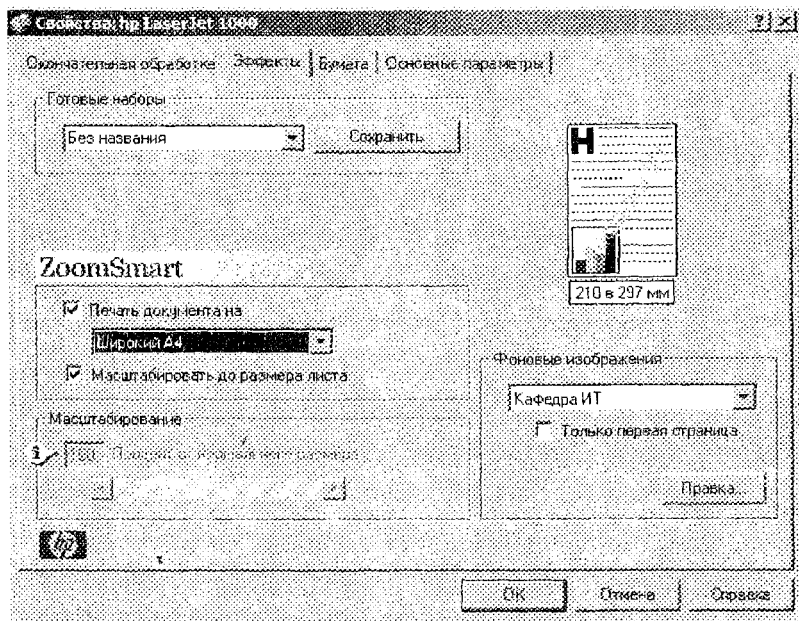 Свойства: hp LaserJet 1000
Окончательная обработка Эффекты Бумага Основные параметры
Готовые наборы
Без названия Сохранить
H
ZoomSmart
210 в 297 мм
Печать документа на
Широкий A4
Фоновые изображения
Масштабировать до размера листа
Кафедра ИТ
Масштабирование
Только первая страница
Правка...
hp
OK Отмена Справка